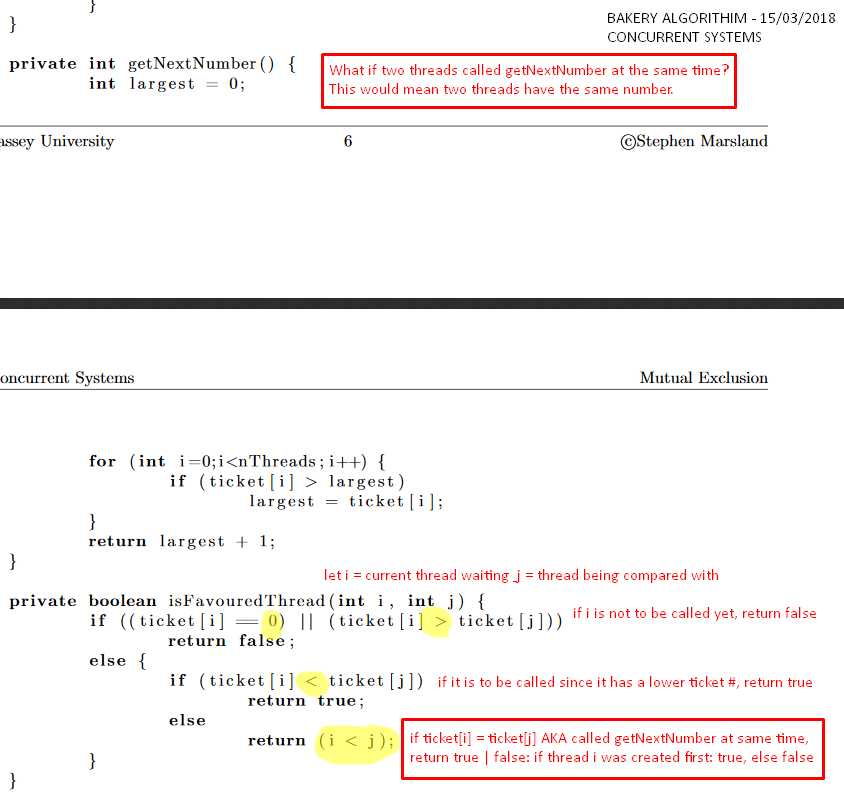 }
}
BAKERY ALGORITHIM - 15/03/2018
CONCURRENT SYSTEMS
private int getNextNumber() {
int largest = 0;
What if two threads called getNextNumber at the same time?
This would mean two threads have the same number.
assey University 6 ©Stephen Marsland
oncurrent Systems Mutual Exclusion
for (int i=0;i<nThreads;i++) {
if (ticket[i] > largest)
largest = ticket[i];
}
return largest + 1;
}
let i = current thread waiting j = thread being compared with
private boolean isFavouredThread(int i, int j) {
if ((ticket[i] == 0) || (ticket[i] > ticket[j])) if i is not to be called yet, return false
return false;
else {
if (ticket[i] < ticket[j]) if it is to be called since it has a lower ticket #, return true
return true;
else
return (i < j);
if ticket[i] = ticket[j] AKA called getNextNumber at same time,
return true | false: if thread i was created first: true, else false
}
}